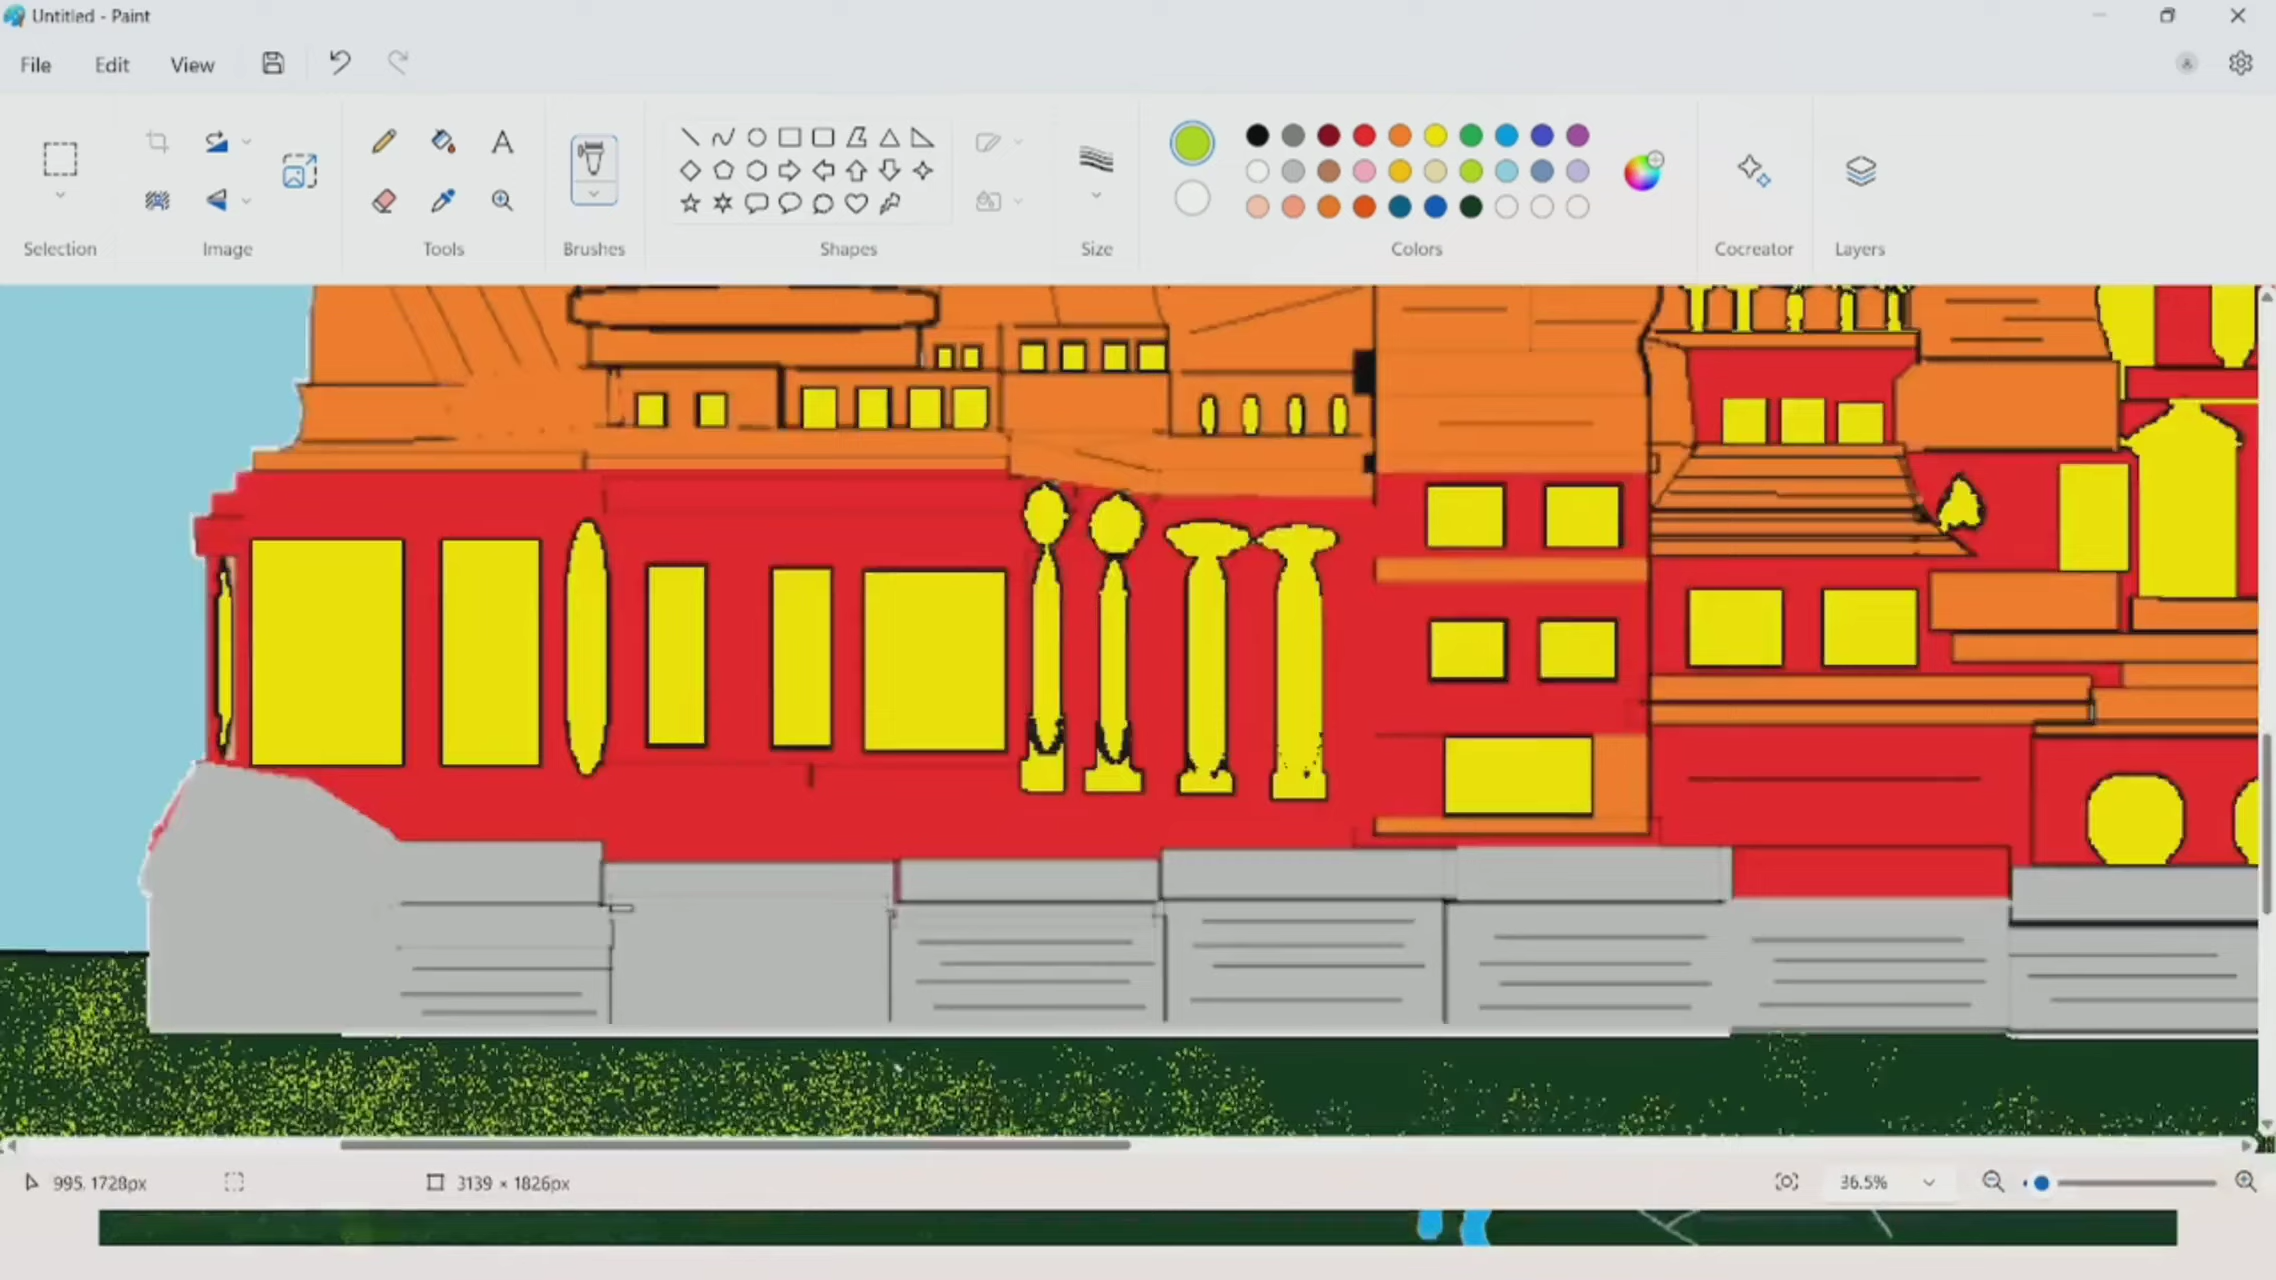 Untitled - Paint
File Edit View
Selection Image Tools Brushes Shapes Size Colors Cocreator Layers
995, 1728px 3139 × 1826px 36.5%